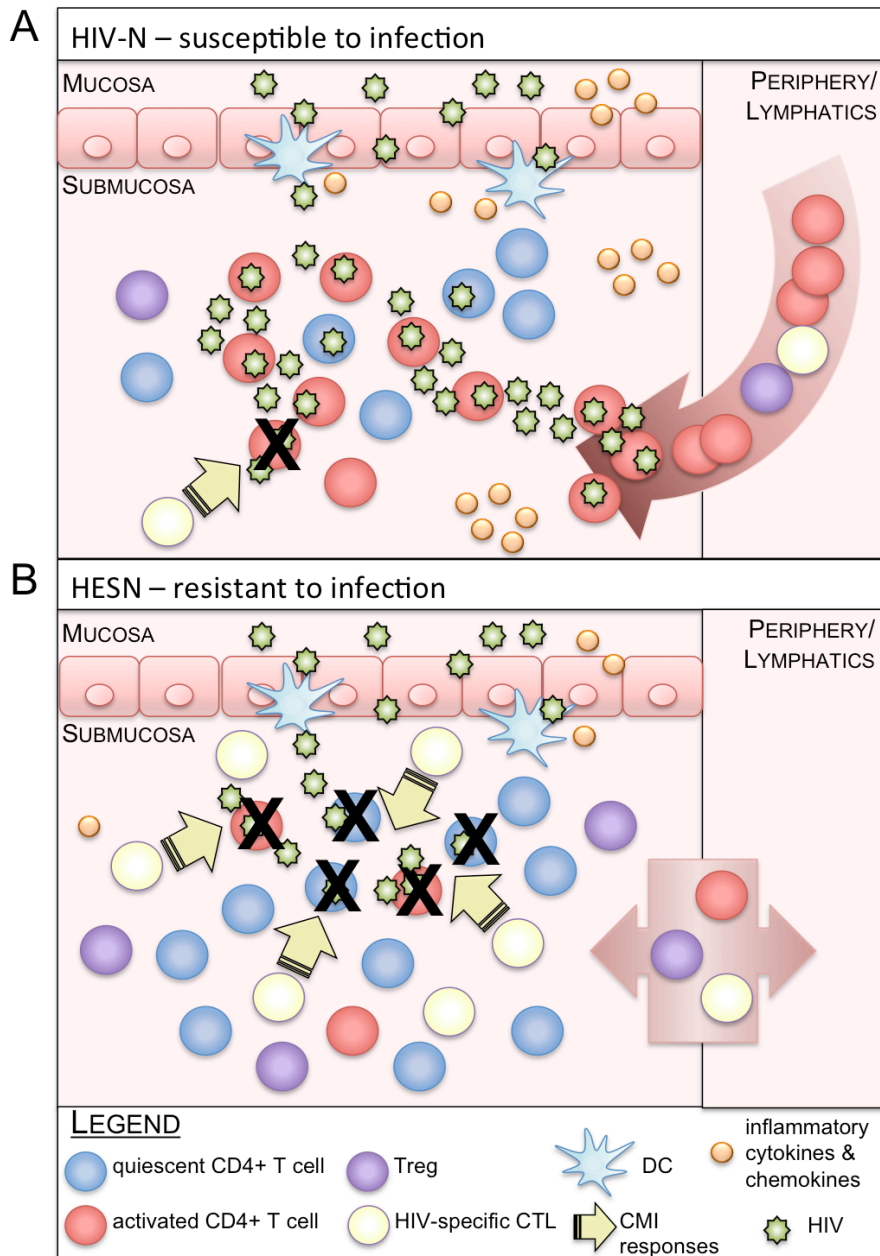 A
HIV-N – susceptible to infection
MUCOSA
PERIPHERY/
LYMPHATICS
SUBMUCOSA
X
B
HESN – resistant to infection
MUCOSA
PERIPHERY/
LYMPHATICS
SUBMUCOSA
X X
X
X X
LEGEND
quiescent CD4+ T cell
Treg
DC
inflammatory
cytokines &
chemokines
activated CD4+ T cell
HIV-specific CTL
CMI
responses
HIV